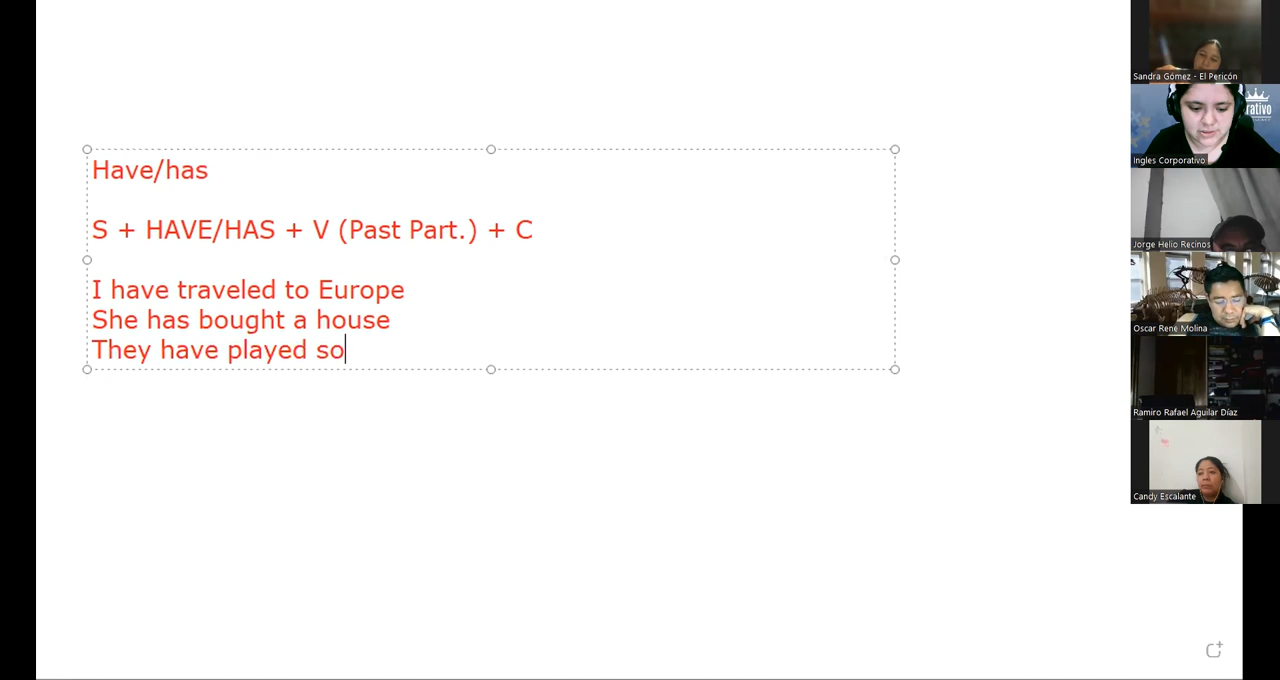 Have/has
S + HAVE/HAS + V (Past Part.) + C
I have traveled to Europe
She has bought a house
They have played so
Sandra Gómez - El Pericón
rativo
Ingles Corporativo
Jorge Helio Recinos
Oscar Rene Molina
Ramiro Rafael Aguilar Díaz
Candy Escalante